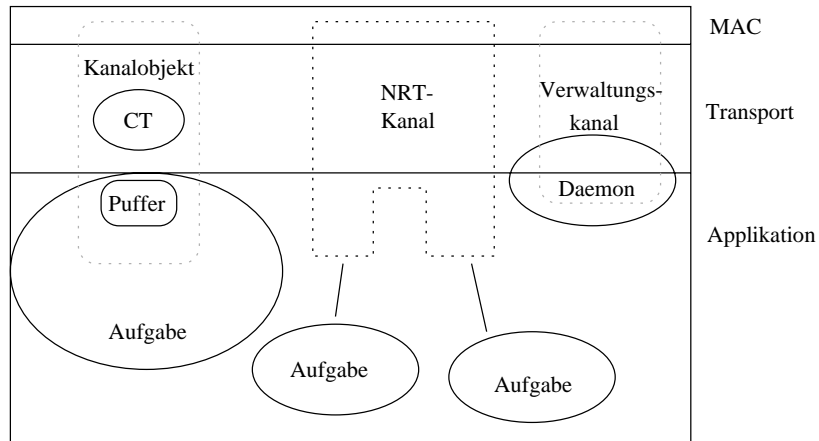 MAC
Kanalobjekt
CT
NRT-
Kanal
Verwaltungs-
kanal
Transport
Puffer
Daemon
Applikation
Aufgabe
Aufgabe
Aufgabe